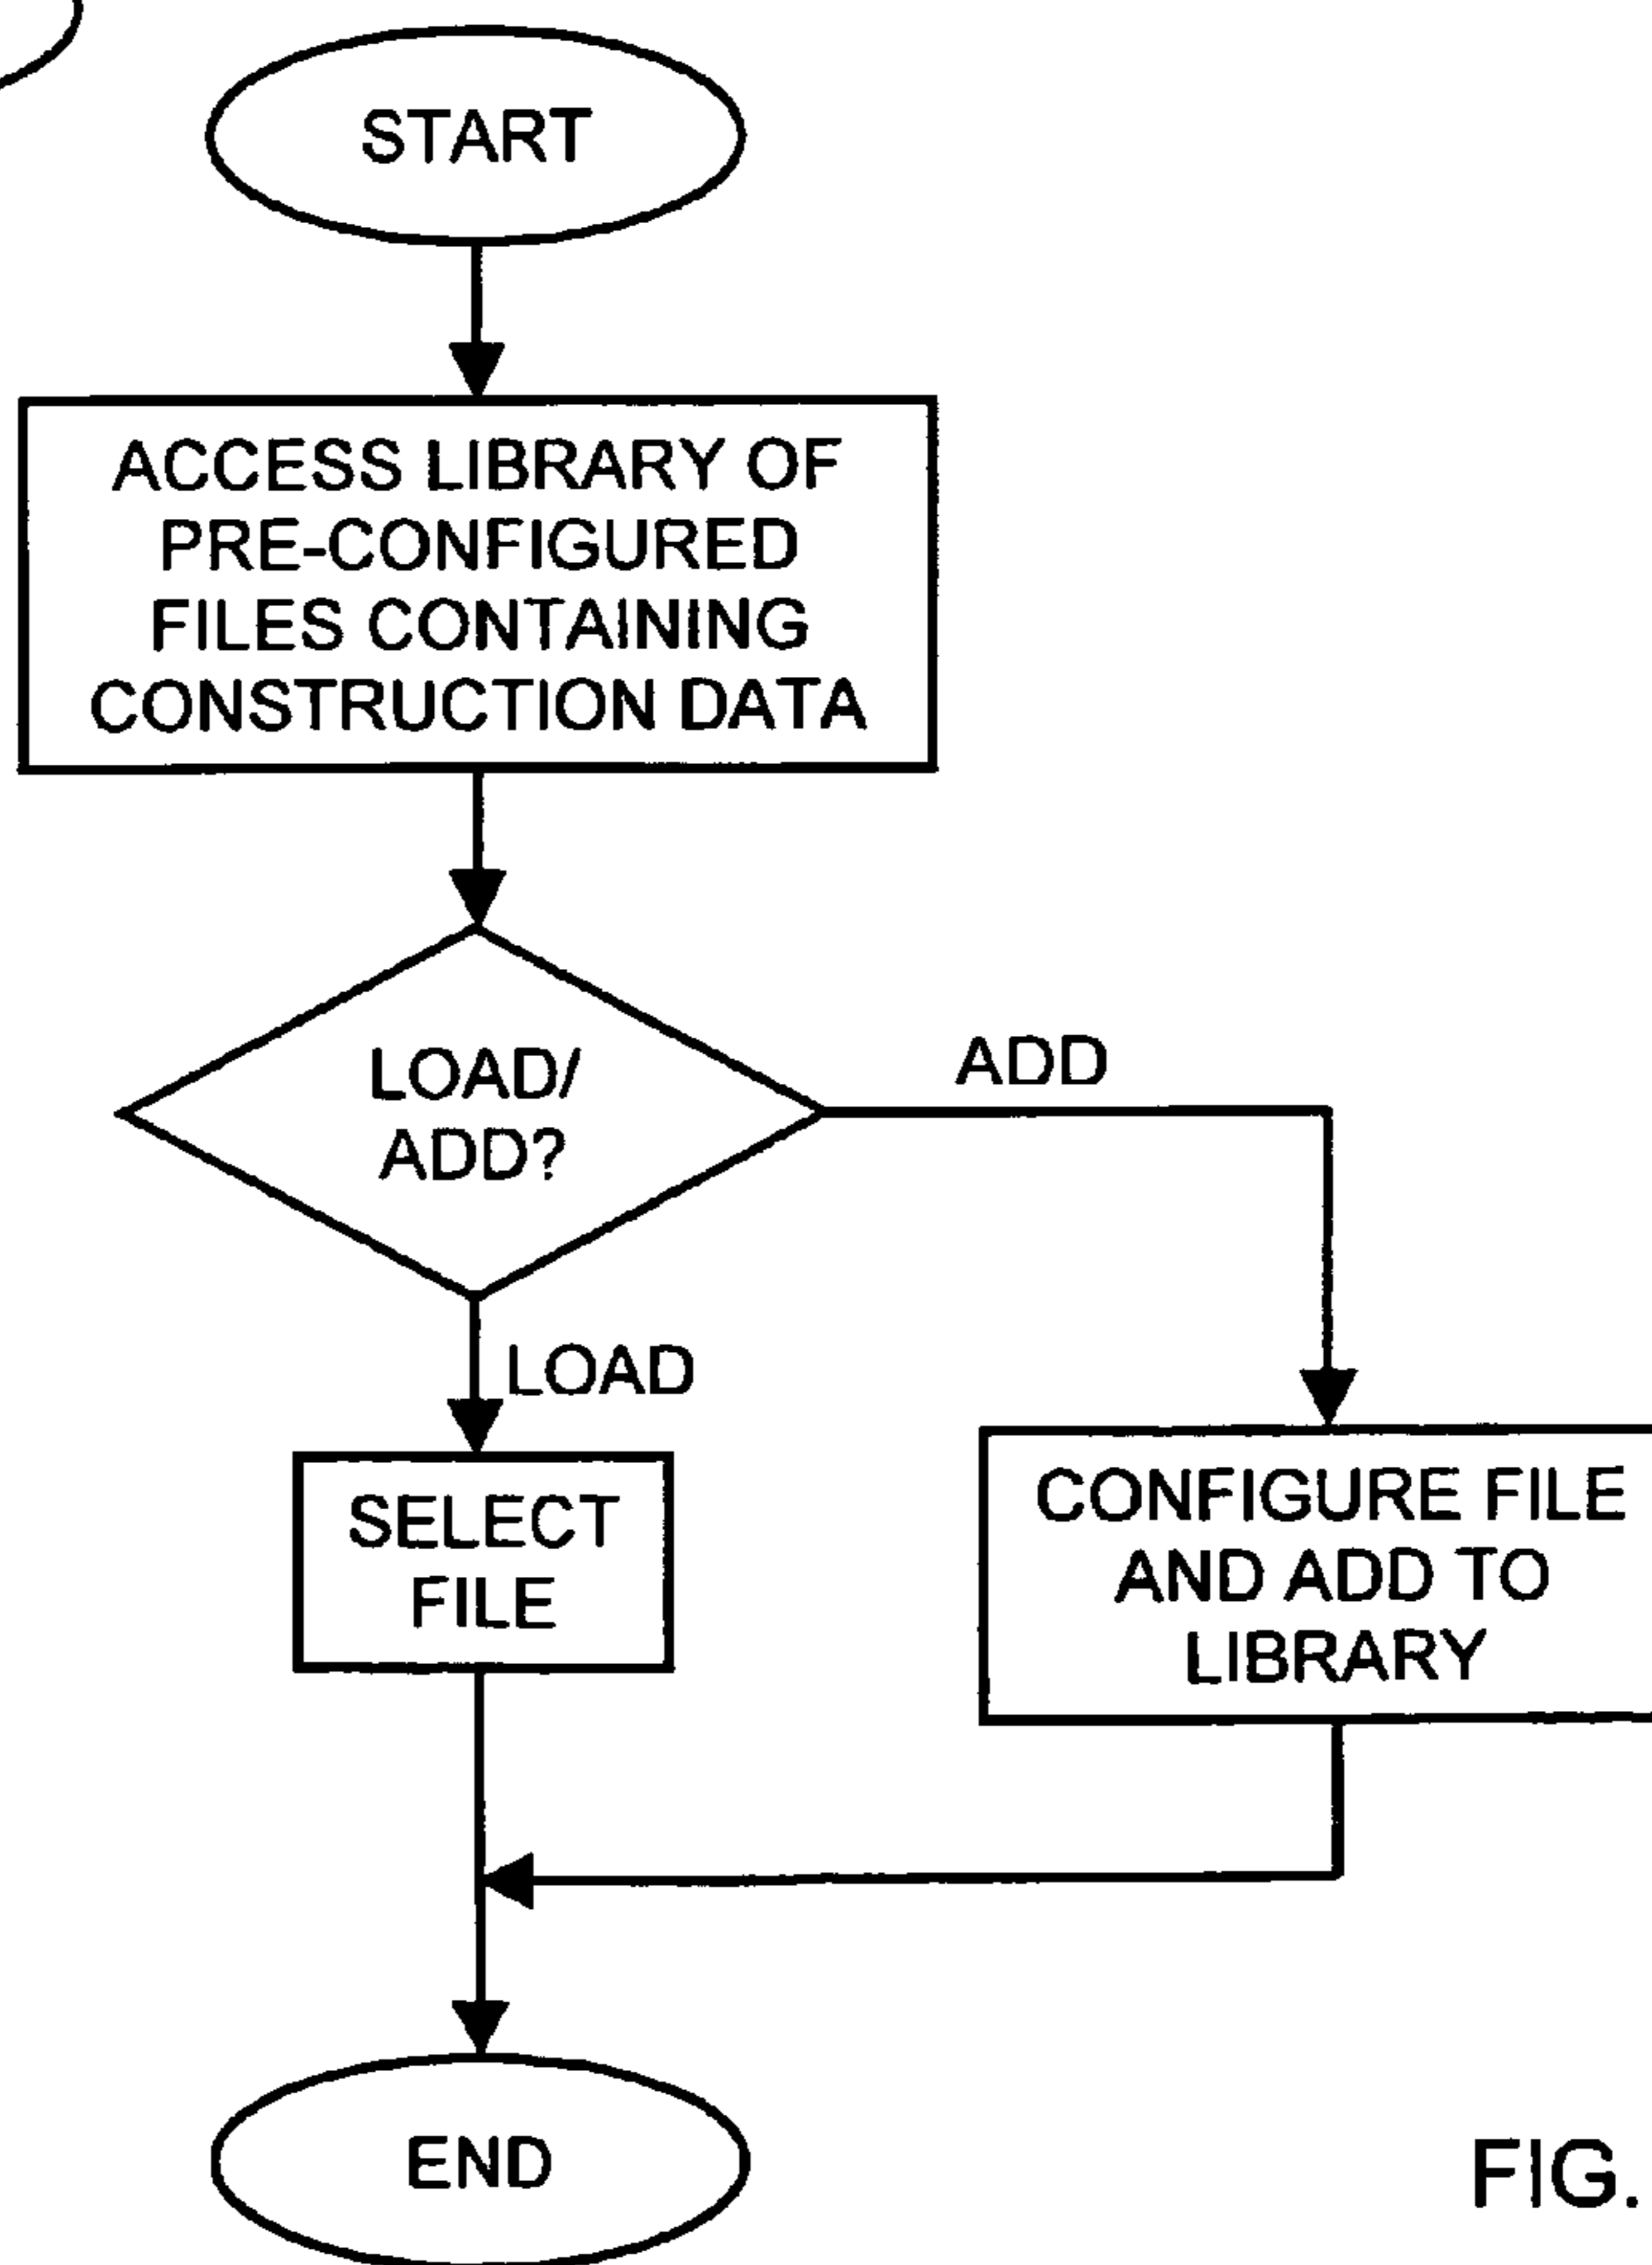 START
ACCESS LIBRARY OF
PRE-CONFIGURED
FILES CONTAINING
CONSTRUCTION DATA
LOAD/
ADD?
ADD
LOAD
SELECT
FILE
CONFIGURE FILE
AND ADD TO
LIBRARY
END
FIG.